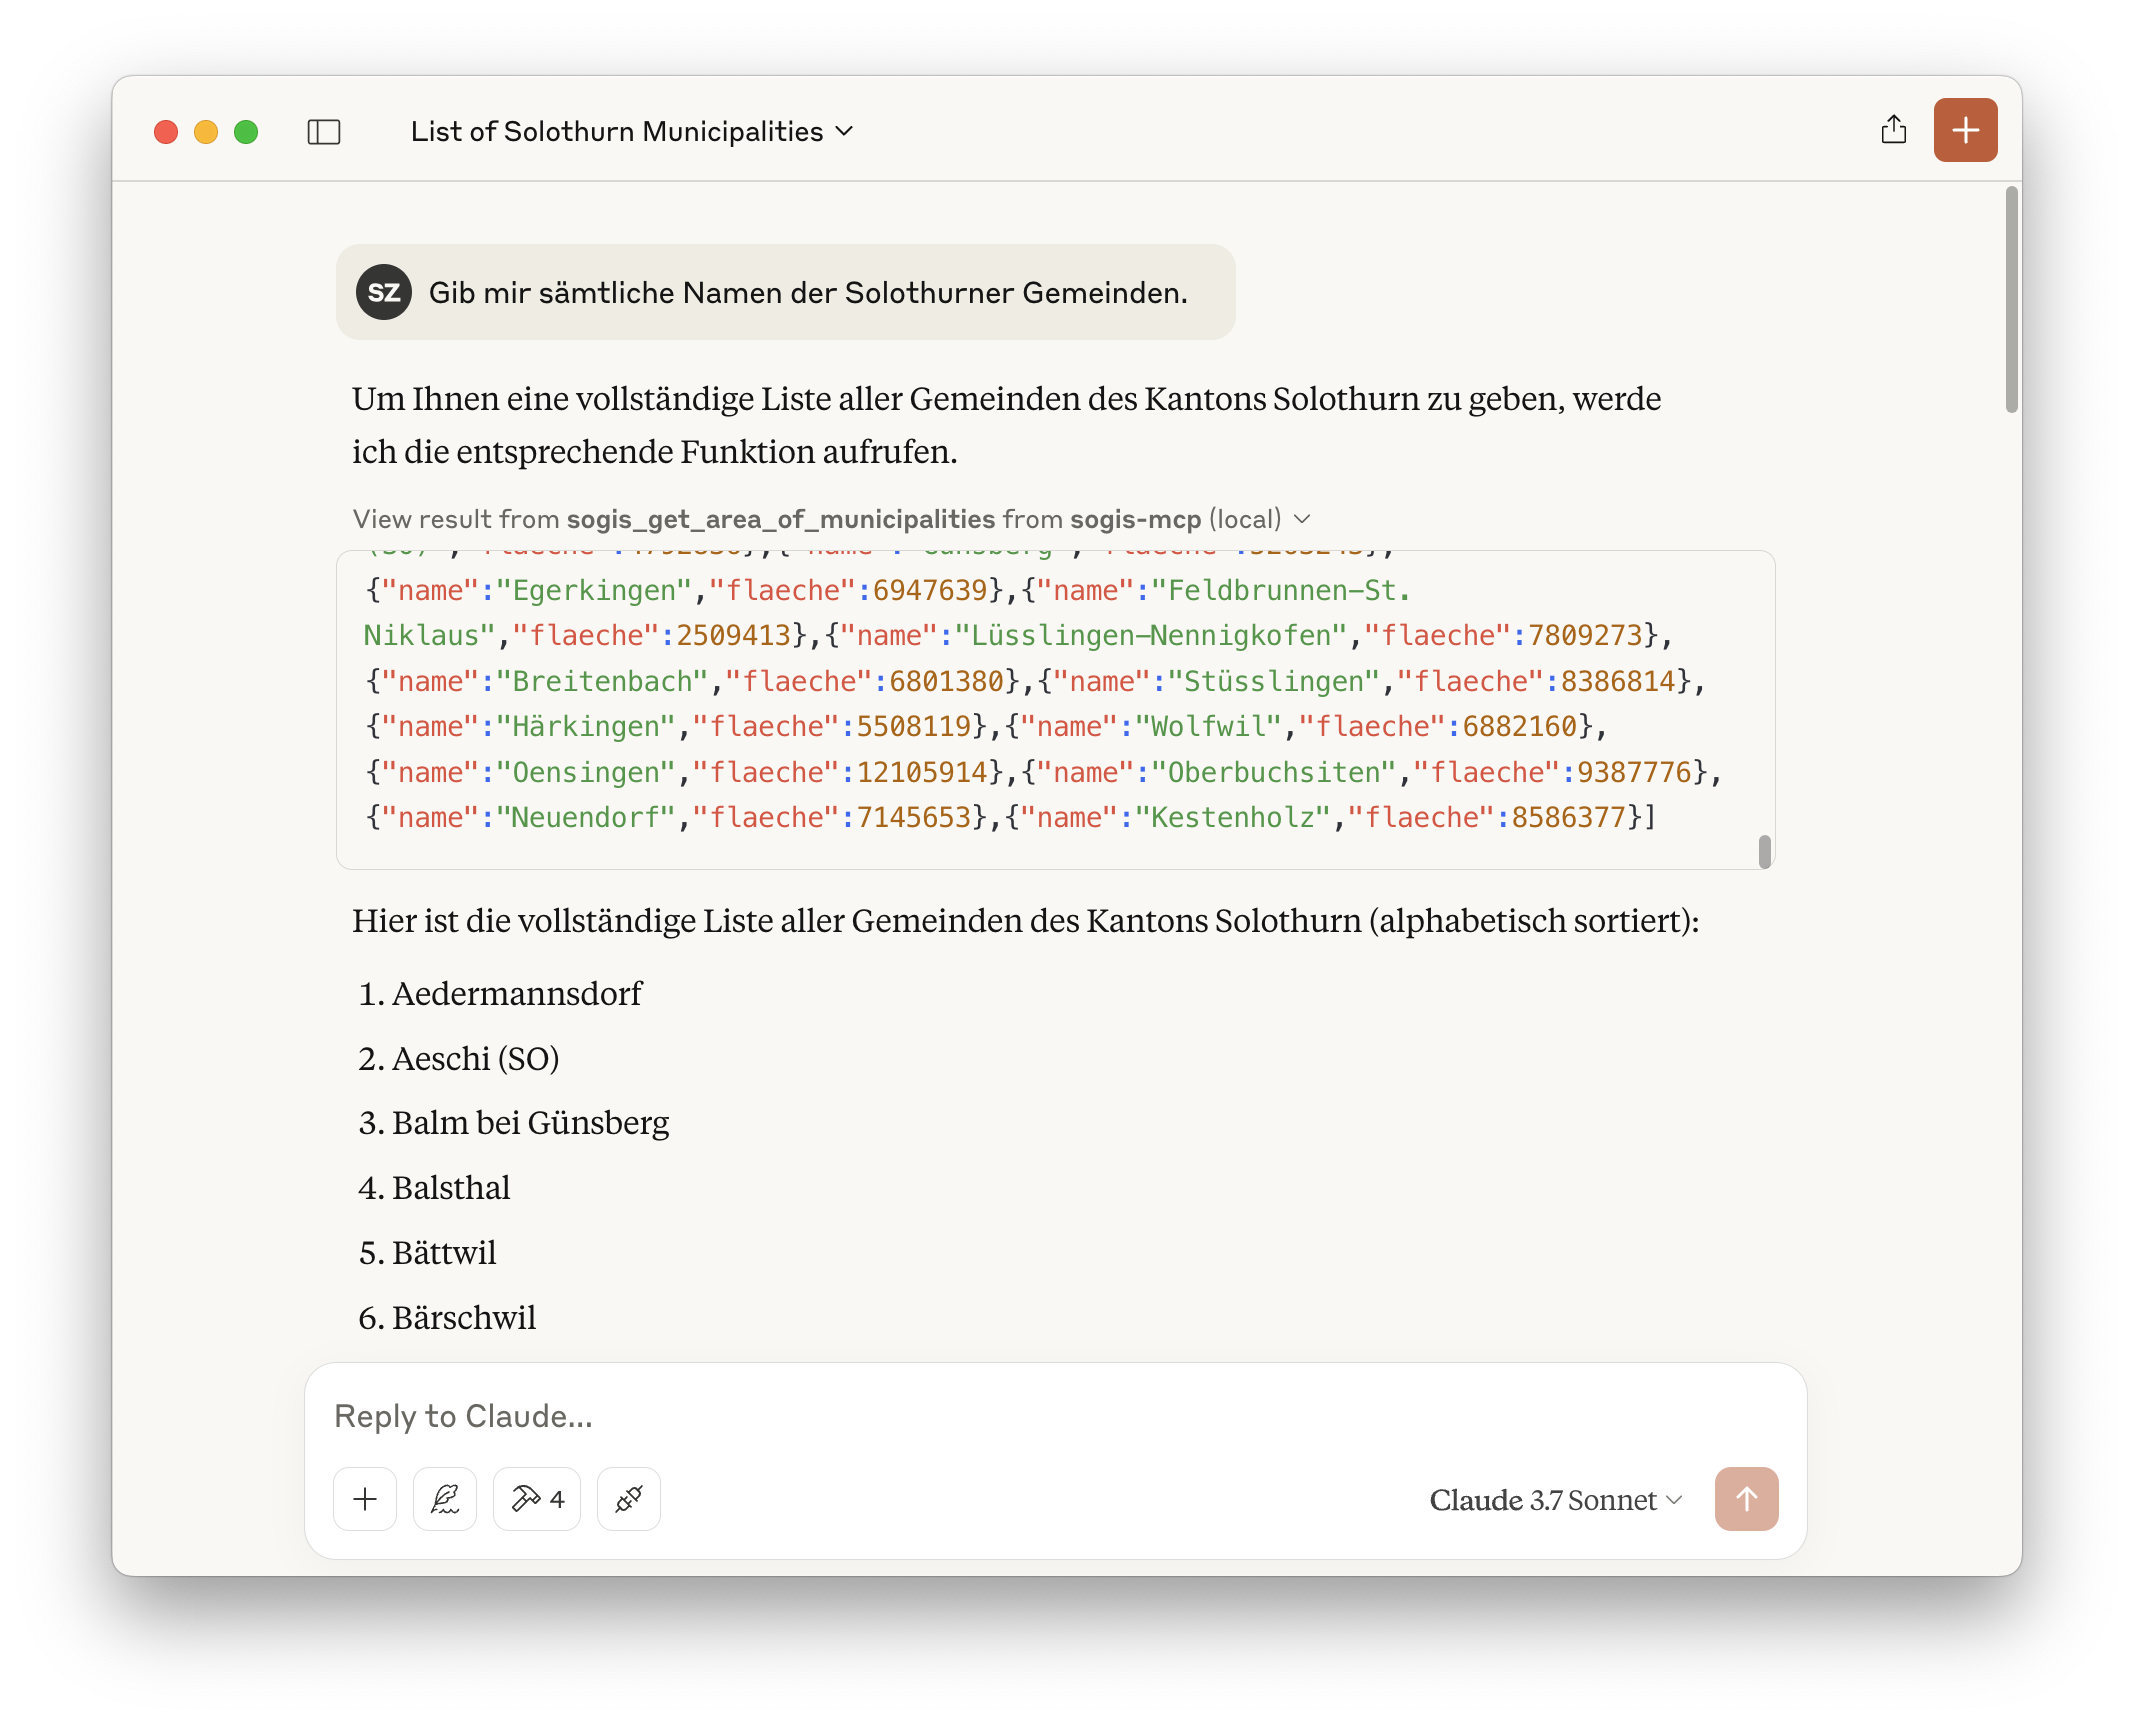 List of Solothurn Municipalities
SZ Gib mir sämtliche Namen der Solothurner Gemeinden.
Um Ihnen eine vollständige Liste aller Gemeinden des Kantons Solothurn zu geben, werde
ich die entsprechende Funktion aufrufen.
View result from sogis_get_area_of_municipalities from sogis-mcp (local)
{"name":"Egerkingen","flaeche":6947639},{"name":"Feldbrunnen-St.
Niklaus","flaeche":2509413},{"name":"Lüsslingen-Nennigkofen","flaeche":7809273},
{"name":"Breitenbach","flaeche":6801380},{"name":"Stüsslingen","flaeche":8386814},
{"name":"Härkingen","flaeche":5508119},{"name":"Wolfwil","flaeche":6882160},
{"name":"Oensingen","flaeche":12105914},{"name":"Oberbuchsiten","flaeche":9387776},
{"name":"Neuendorf","flaeche":7145653},{"name":"Kestenholz","flaeche":8586377}]
Hier ist die vollständige Liste aller Gemeinden des Kantons Solothurn (alphabetisch sortiert):
1. Aedermannsdorf
2. Aeschi (SO)
3. Balm bei Günsberg
4. Balsthal
5. Bättwil
6. Bärschwil
Reply to Claude...
4
Claude 3.7 Sonnet